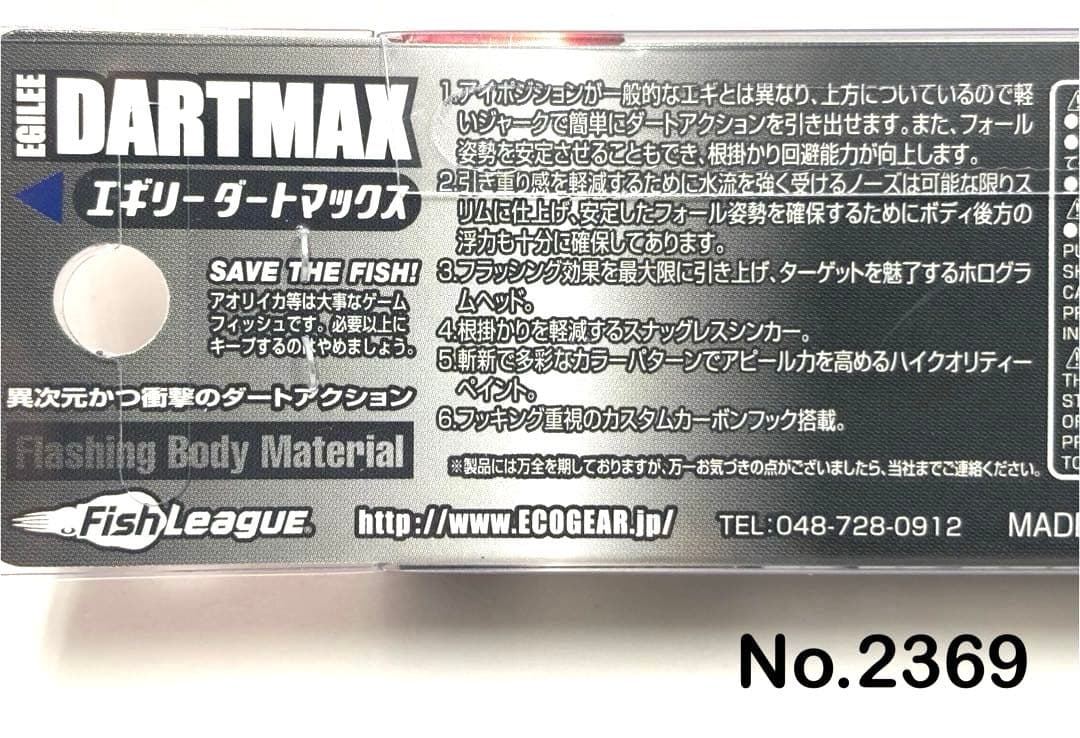 EGILEE
DARTMAX
エギリー ダートマックス
SAVE THE FISH!
アオリイカ等は大事なゲーム
フィッシュです。必要以上に
キープするのはやめましょう。
異次元かつ衝撃のダートアクション
Flashing Body Material
1.アイポジションが一般的なエギとは異なり、上方についているので軽
いジャークで簡単にダートアクションを引き出せます。また、フォール
姿勢を安定させることもでき、根掛かり回避能力が向上します。
2.引き重り感を軽減するために水流を強く受けるノーズは可能な限りス
リムに仕上げ、安定したフォール姿勢を確保するためにボディ後方の
浮力も十分に確保してあります。
3.フラッシング効果を最大限に引き上げ、ターゲットを魅了するホログラ
ムヘッド。
4.根掛かりを軽減するスナッグレスシンカー。
5.斬新で多彩なカラーパターンでアピール力を高めるハイクオリティー
ペイント。
6.フッキング重視のカスタムカーボンフック搭載。
※製品には万全を期しておりますが、万一お気づきの点がございましたら、当社までご連絡ください。
Fish League
http://www.ECOGEAR.jp/
TEL:048-728-0912
MADE
No.2369